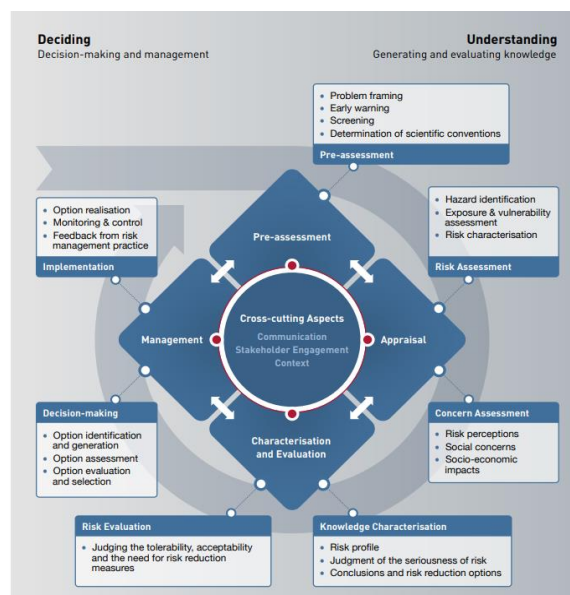 Deciding
Decision-making and management
Understanding
Generating and evaluating knowledge
• Problem framing
• Early warning
• Screening
• Determination of scientific conventions
Pre-assessment
• Option realisation
• Monitoring & control
• Feedback from risk
management practice
Implementation
• Hazard identification
• Exposure & vulnerability
assessment
• Risk characterisation
Risk Assessment
Pre-assessment
Management
Cross-cutting Aspects
Communication
Stakeholder Engagement
Context
Appraisal
Characterisation
and Evaluation
Decision-making
• Option identification
and generation
• Option assessment
• Option evaluation
and selection
Concern Assessment
• Risk perceptions
• Social concerns
• Socio-economic
impacts
Risk Evaluation
• Judging the tolerability, acceptability
and the need for risk reduction
measures
Knowledge Characterisation
• Risk profile
• Judgment of the seriousness of risk
• Conclusions and risk reduction options